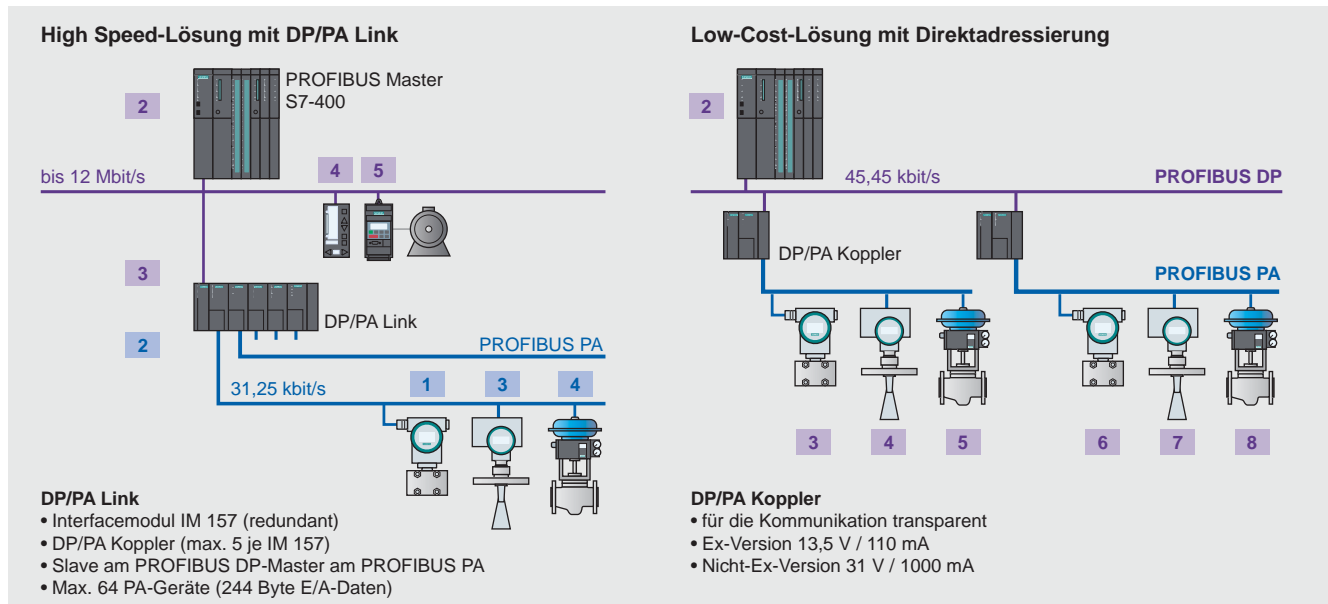 High Speed-Lösung mit DP/PA Link
PROFIBUS Master
S7-400
2
bis 12 Mbit/s
4
5
3
DP/PA Link
2
PROFIBUS PA
31,25 kbit/s
1
3
4
DP/PA Link
• Interfacemodul IM 157 (redundant)
• DP/PA Koppler (max. 5 je IM 157)
• Slave am PROFIBUS DP-Master am PROFIBUS PA
• Max. 64 PA-Geräte (244 Byte E/A-Daten)
Low-Cost-Lösung mit Direktadressierung
2
45,45 kbit/s
PROFIBUS DP
DP/PA Koppler
PROFIBUS PA
3
4
5
6
7
8
DP/PA Koppler
• für die Kommunikation transparent
• Ex-Version 13,5 V / 110 mA
• Nicht-Ex-Version 31 V / 1000 mA